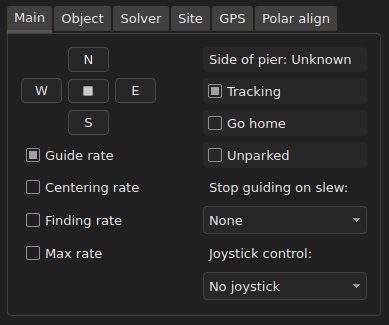 Main Object Solver Site GPS Polar align
N
W E
S
Guide rate
Centering rate
Finding rate
Max rate
Side of pier: Unknown
Tracking
Go home
Unparked
Stop guiding on slew:
None
Joystick control:
No joystick